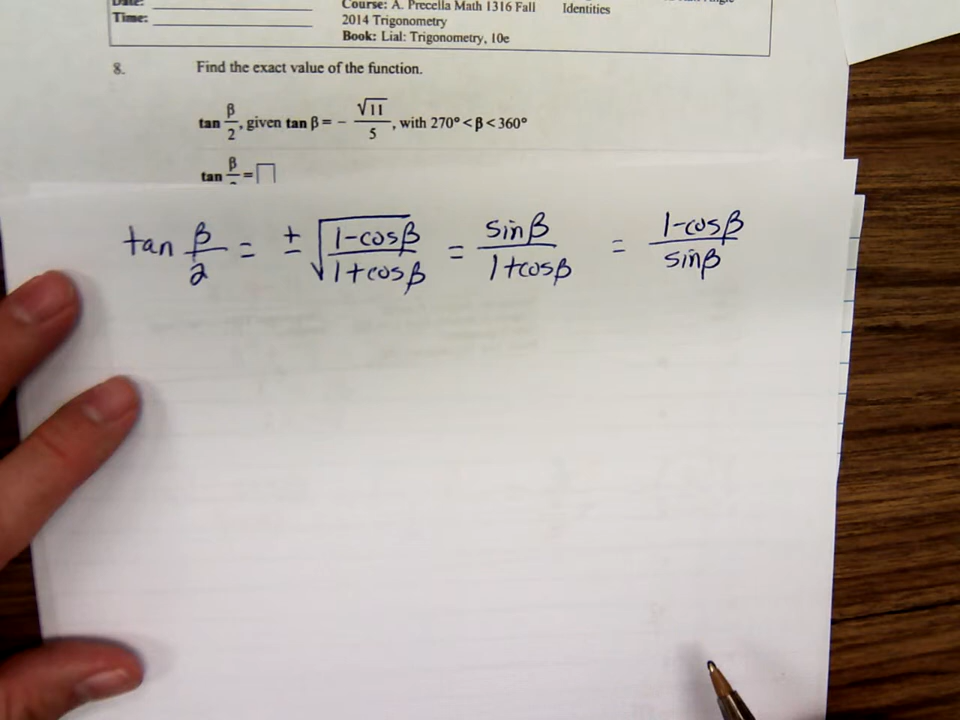 Course: A. Precella Math 1316 Fall
Identities
Time:
2014 Trigonometry
Book: Lial: Trigonometry, 10e
8. Find the exact value of the function.
tan β/2, given tan β = − √11/5, with 270° < β < 360°
tan β/ = □
tan β/2 = ± √(1-cosβ/1+cosβ) = sinβ/1+cosβ = 1-cosβ/sinβ